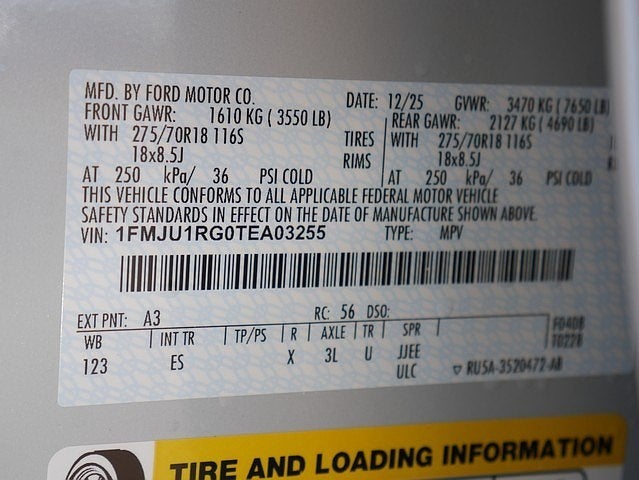 MFD. BY FORD MOTOR CO. DATE: 12/25 GVWR: 3470 KG ( 7650 LB)
FRONT GAWR: 1610 KG ( 3550 LB) REAR GAWR: 2127 KG ( 4690 LB)
WITH 275/70R18 116S TIRES WITH 275/70R18 116S
18x8.5J RIMS 18x8.5J
AT 250 kPa/ 36 PSI COLD AT 250 kPa/ 36 PSI COLD
THIS VEHICLE CONFORMS TO ALL APPLICABLE FEDERAL MOTOR VEHICLE
SAFETY STANDARDS IN EFFECT ON THE DATE OF MANUFACTURE SHOWN ABOVE.
VIN: 1FMJU1RG0TEA03255 TYPE: MPV
EXT PNT: A3 RC: 56 DSO:
WB INT TR TP/PS R AXLE TR SPR
123 ES X 3L U JJEE
ULC ▽ RU5A-3520472-AB
TIRE AND LOADING INFORMATION